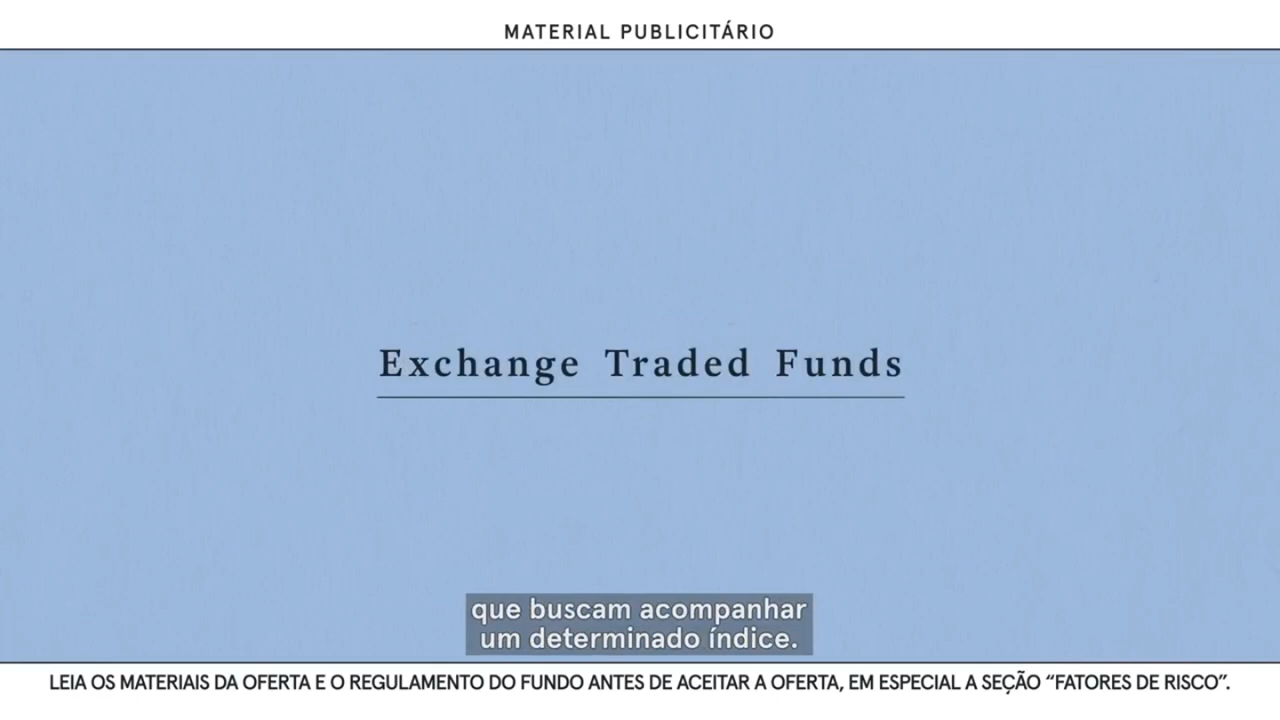 MATERIAL PUBLICITÁRIO
Exchange Traded Funds
que buscam acompanhar
um determinado índice.
LEIA OS MATERIAIS DA OFERTA E O REGULAMENTO DO FUNDO ANTES DE ACEITAR A OFERTA, EM ESPECIAL A SEÇÃO “FATORES DE RISCO”.